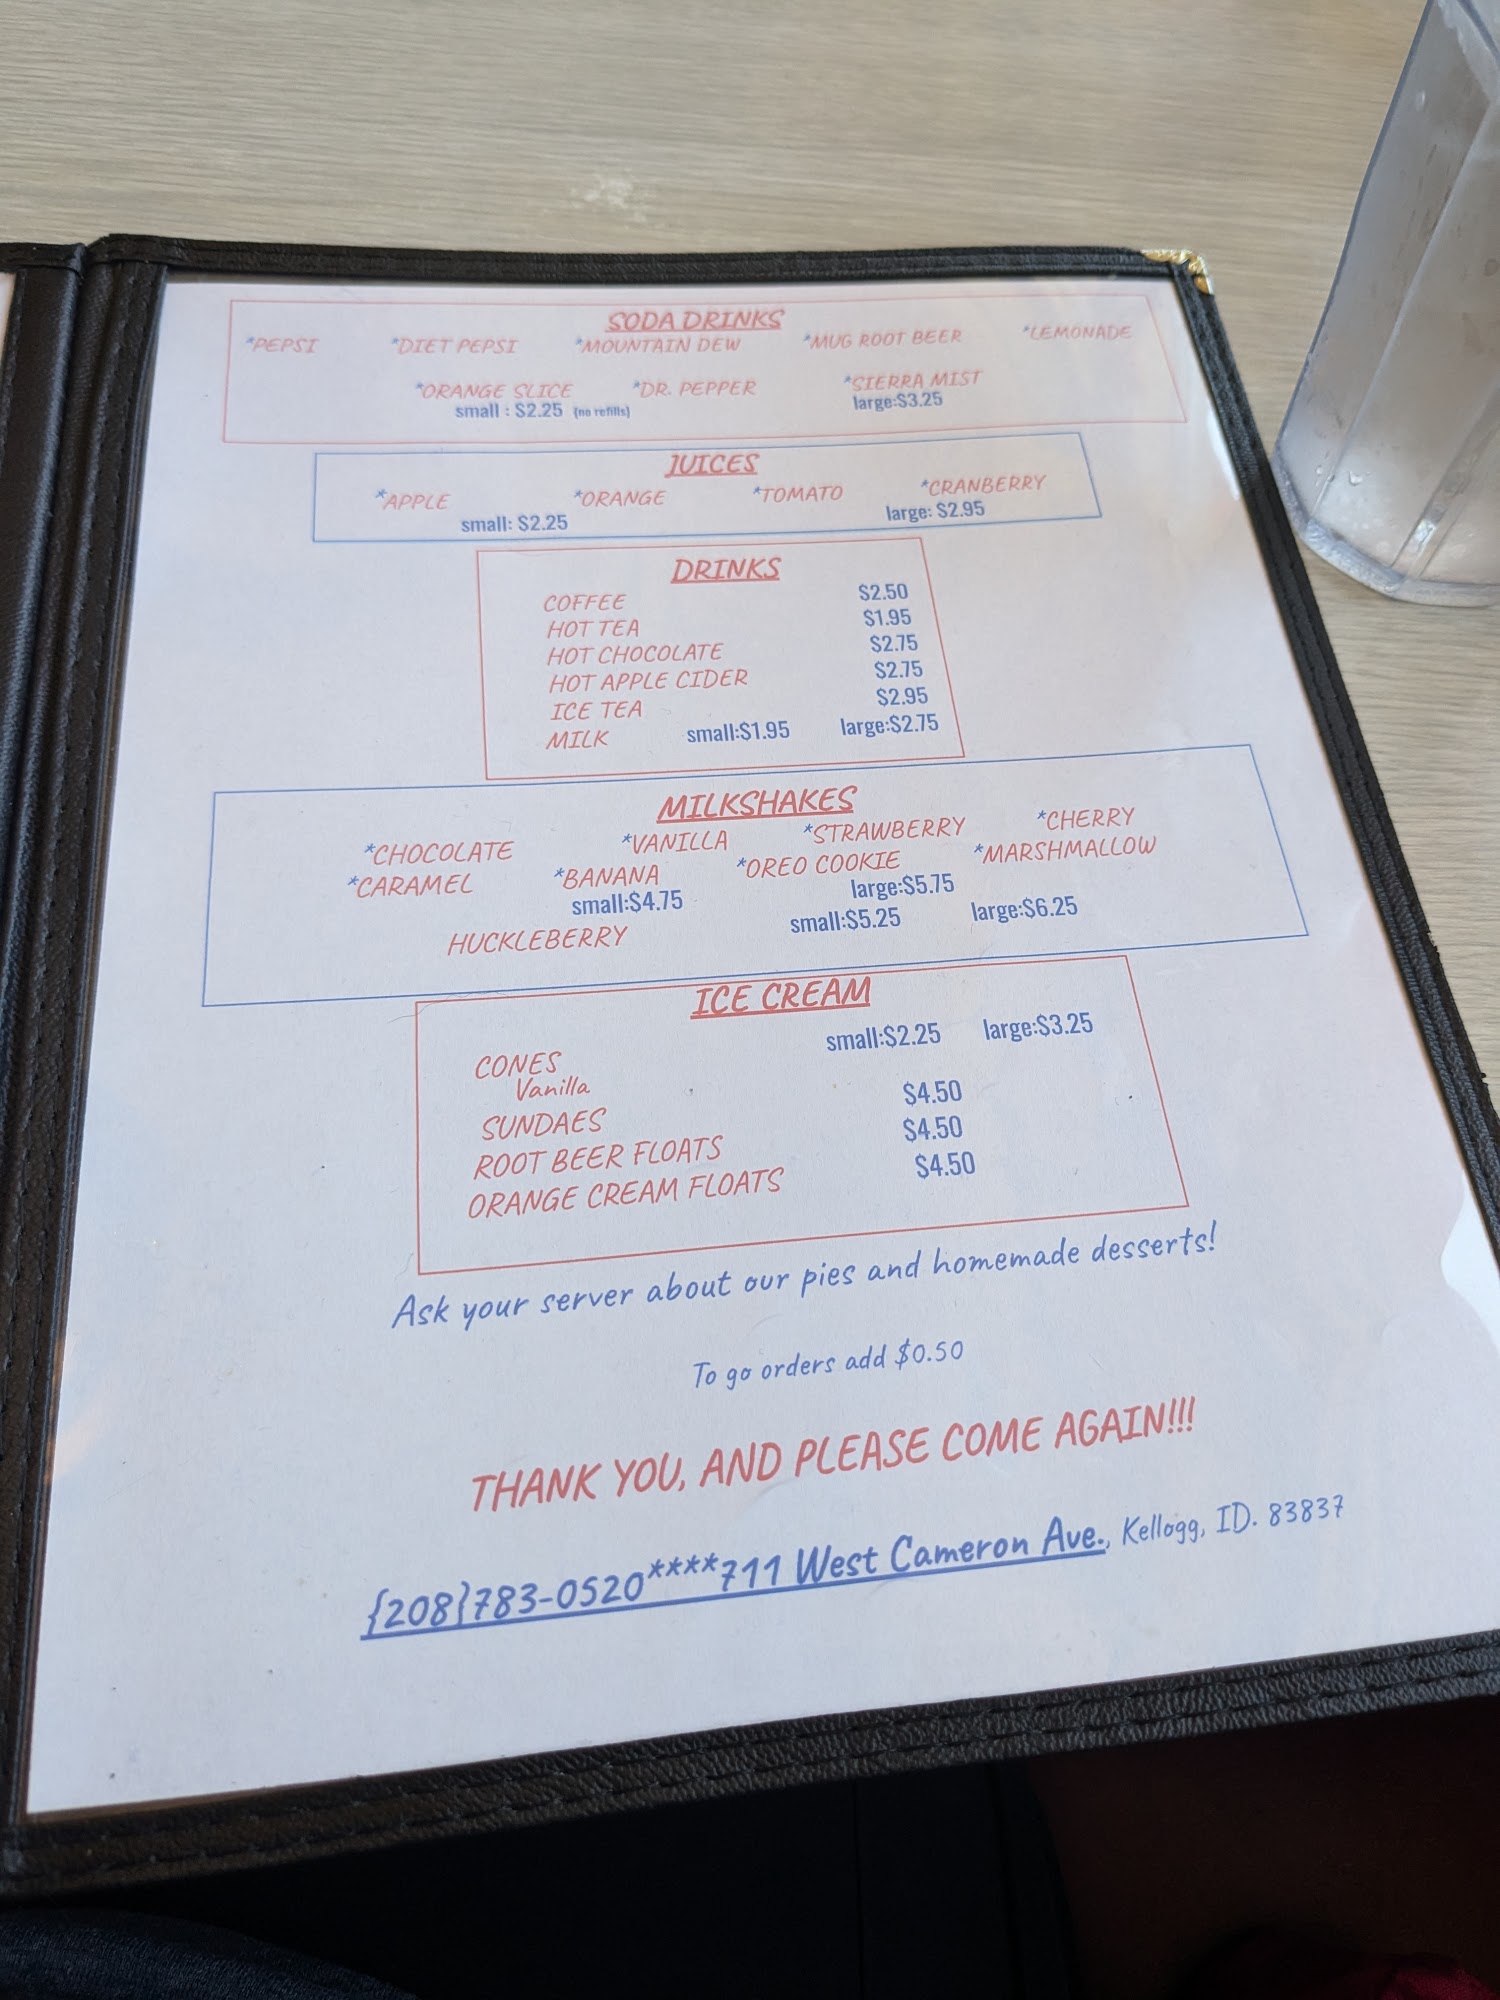 SODA DRINKS
*PEPSI *DIET PEPSI *MOUNTAIN DEW *MUG ROOT BEER *LEMONADE
*ORANGE SLICE *DR. PEPPER *SIERRA MIST
small : $2.25 (no refills) large:$3.25
JUICES
*APPLE *ORANGE *TOMATO *CRANBERRY
small: $2.25 large: $2.95
DRINKS
COFFEE $2.50
HOT TEA $1.95
HOT CHOCOLATE $2.75
HOT APPLE CIDER $2.75
ICE TEA $2.95
MILK small:$1.95 large:$2.75
MILKSHAKES
*CHOCOLATE *VANILLA *STRAWBERRY *CHERRY
*CARAMEL *BANANA *OREO COOKIE *MARSHMALLOW
small:$4.75 large:$5.75
HUCKLEBERRY small:$5.25 large:$6.25
ICE CREAM
CONES small:$2.25 large:$3.25
Vanilla
SUNDAES $4.50
ROOT BEER FLOATS $4.50
ORANGE CREAM FLOATS $4.50
Ask your server about our pies and homemade desserts!
To go orders add $0.50
THANK YOU, AND PLEASE COME AGAIN!!!
{208}783-0520****711 West Cameron Ave., Kellogg, ID. 83837